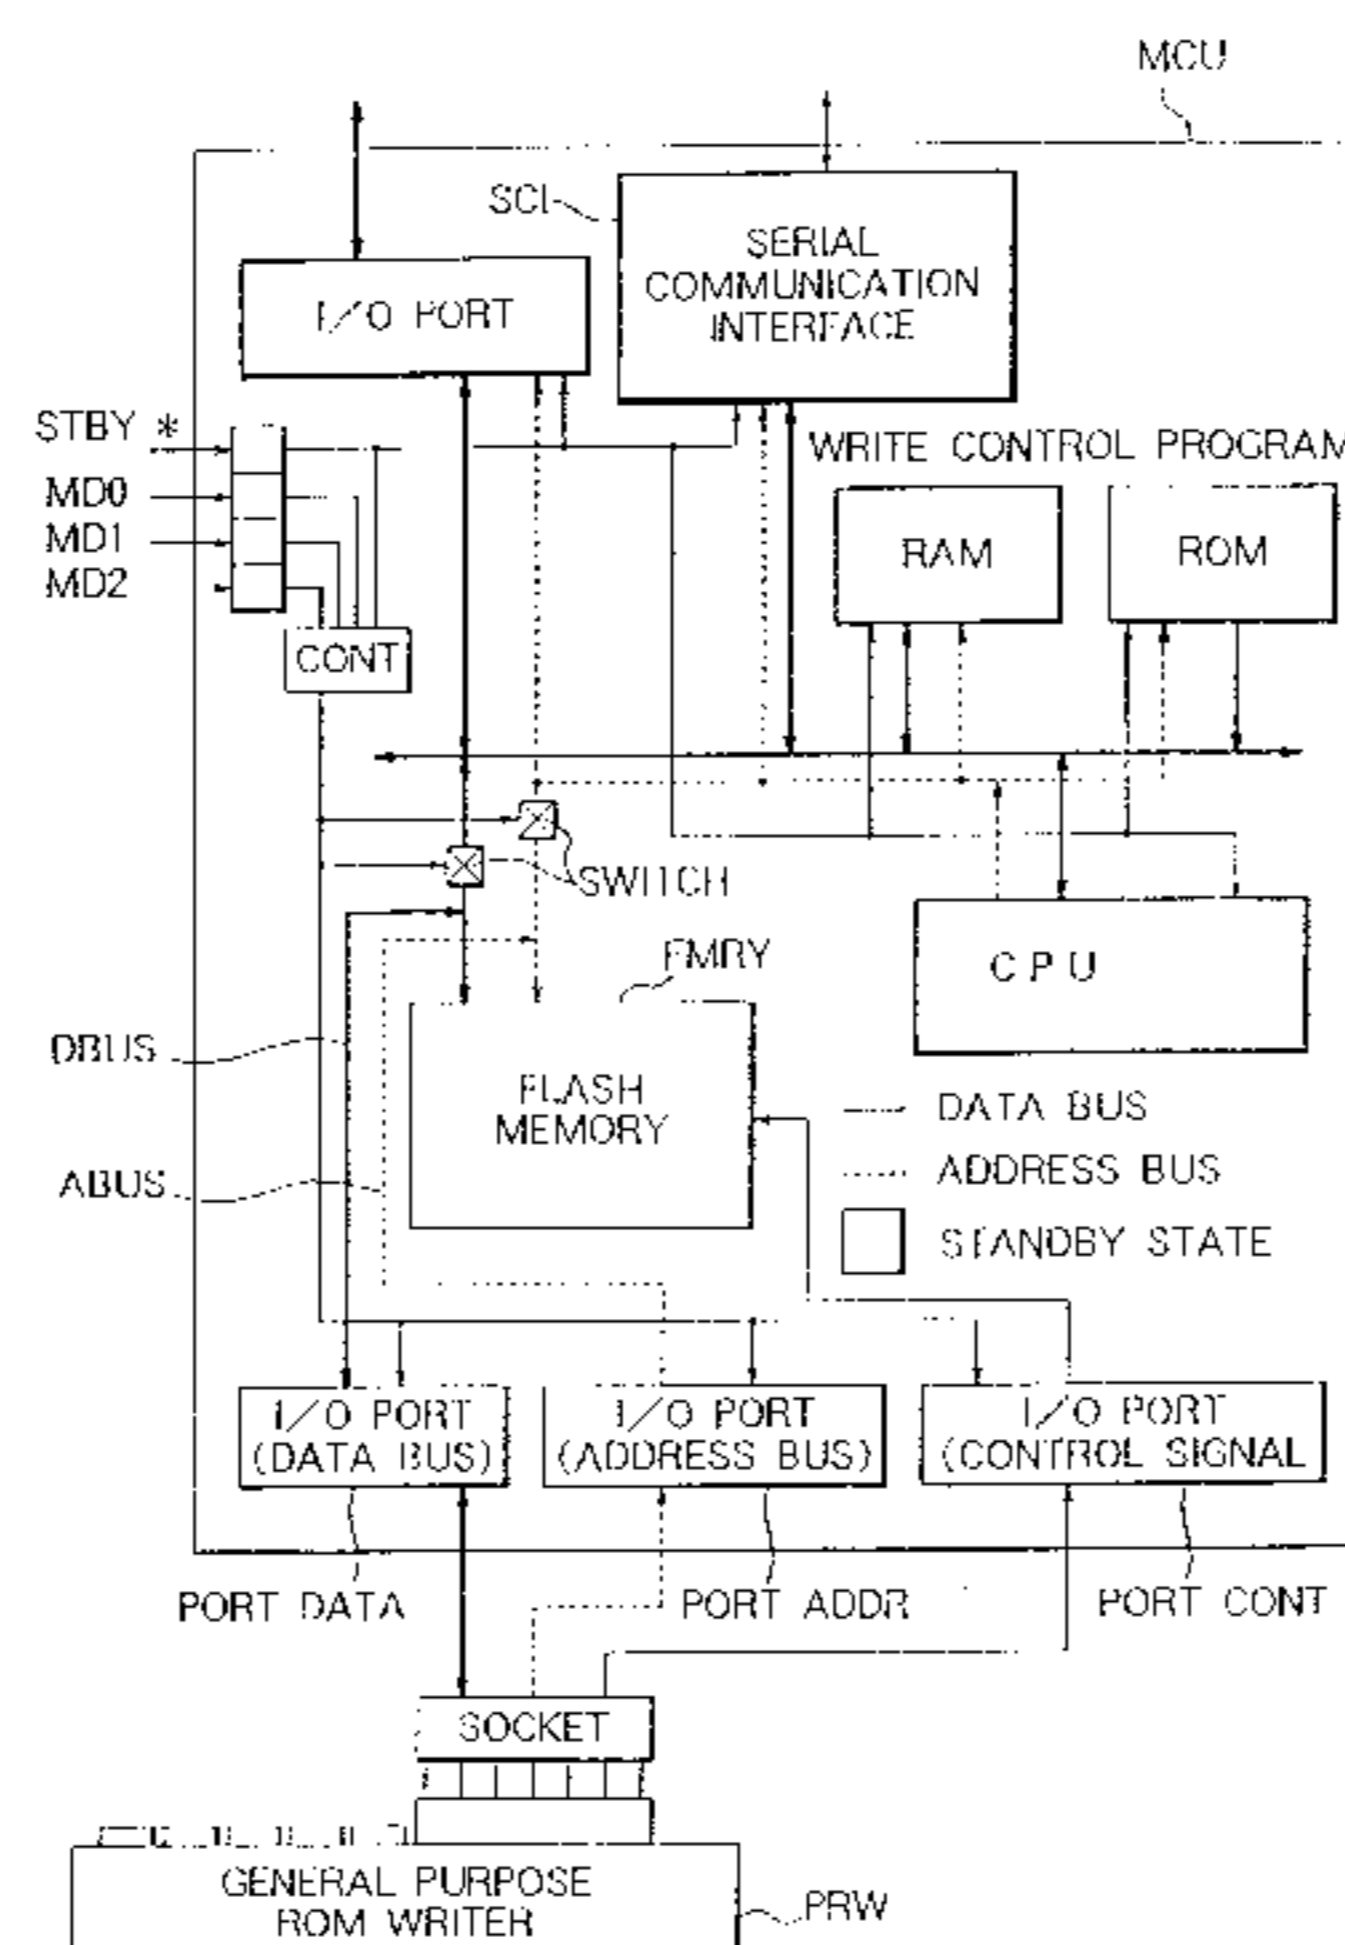 MCU
SCI
SERIAL
COMMUNICATION
INTERFACE
I/O PORT
STBY *
MD0
MD1
MD2
WRITE CONTROL PROGRAM
RAM
ROM
CONT
SWITCH
FMRY
CPU
DBUS
FLASH
MEMORY
DATA BUS
ABUS
ADDRESS BUS
STANDBY STATE
I/O PORT
(DATA BUS)
I/O PORT
(ADDRESS BUS)
I/O PORT
(CONTROL SIGNAL
PORT DATA
PORT ADDR
PORT CONT
SOCKET
GENERAL PURPOSE
ROM WRITER
PRW